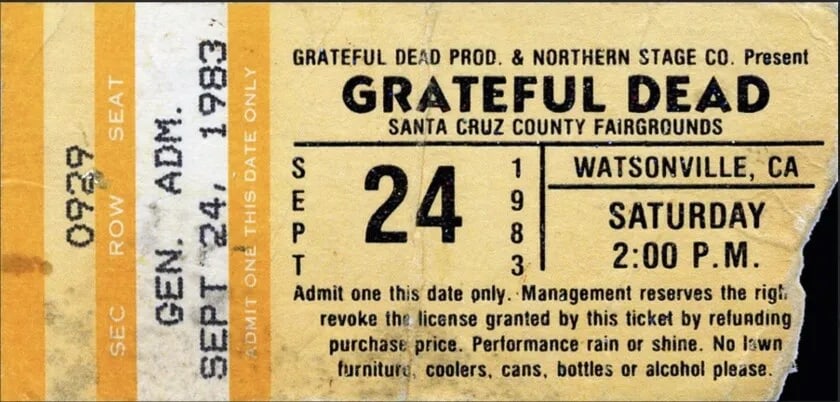 0929
SEC ROW SEAT
GEN. ADM.
SEPT 24, 1983
ADMIT ONE THIS DATE ONLY
GRATEFUL DEAD PROD. & NORTHERN STAGE CO. Present
GRATEFUL DEAD
SANTA CRUZ COUNTY FAIRGROUNDS
SEPT 24 1983
WATSONVILLE, CA
SATURDAY
2:00 P.M.
Admit one this date only. Management reserves the righ
revoke the license granted by this ticket by refunding
purchase price. Performance rain or shine. No lawn
furniture, coolers, cans, bottles or alcohol please.